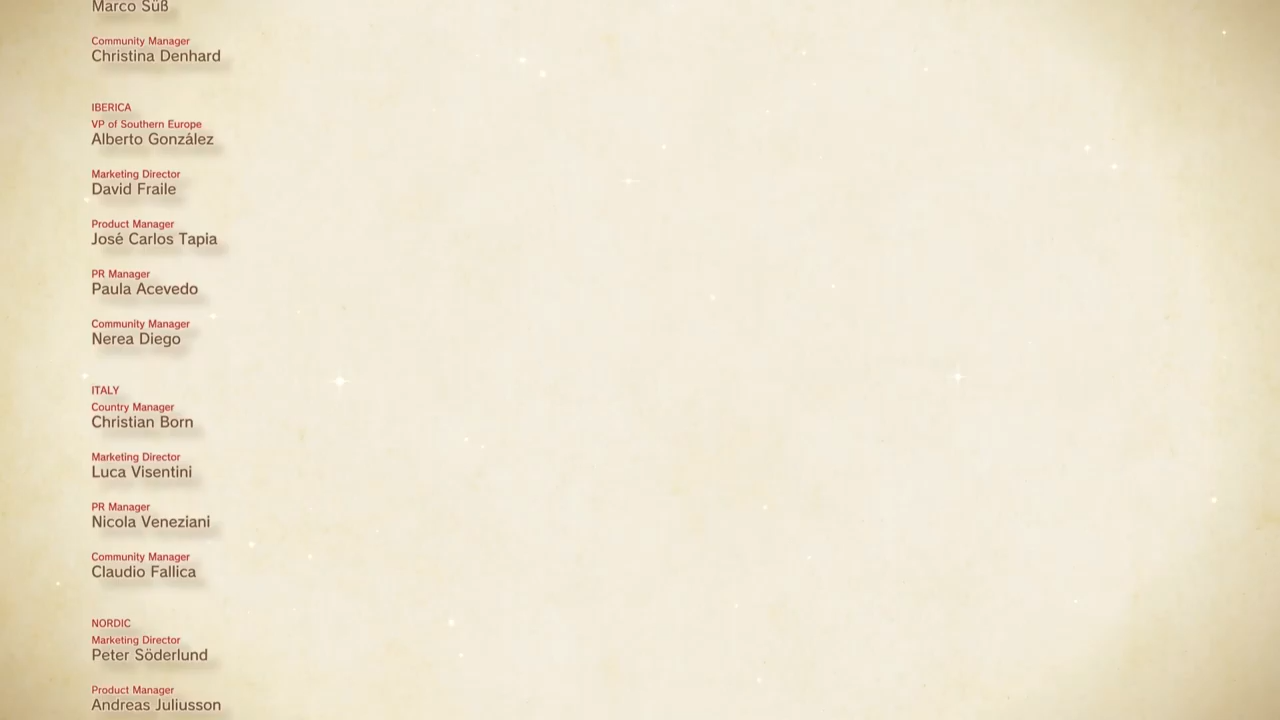 Marco Süß
Community Manager
Christina Denhard
IBERICA
VP of Southern Europe
Alberto González
Marketing Director
David Fraile
Product Manager
José Carlos Tapia
PR Manager
Paula Acevedo
Community Manager
Nerea Diego
ITALY
Country Manager
Christian Born
Marketing Director
Luca Visentini
PR Manager
Nicola Veneziani
Community Manager
Claudio Fallica
NORDIC
Marketing Director
Peter Söderlund
Product Manager
Andreas Juliusson